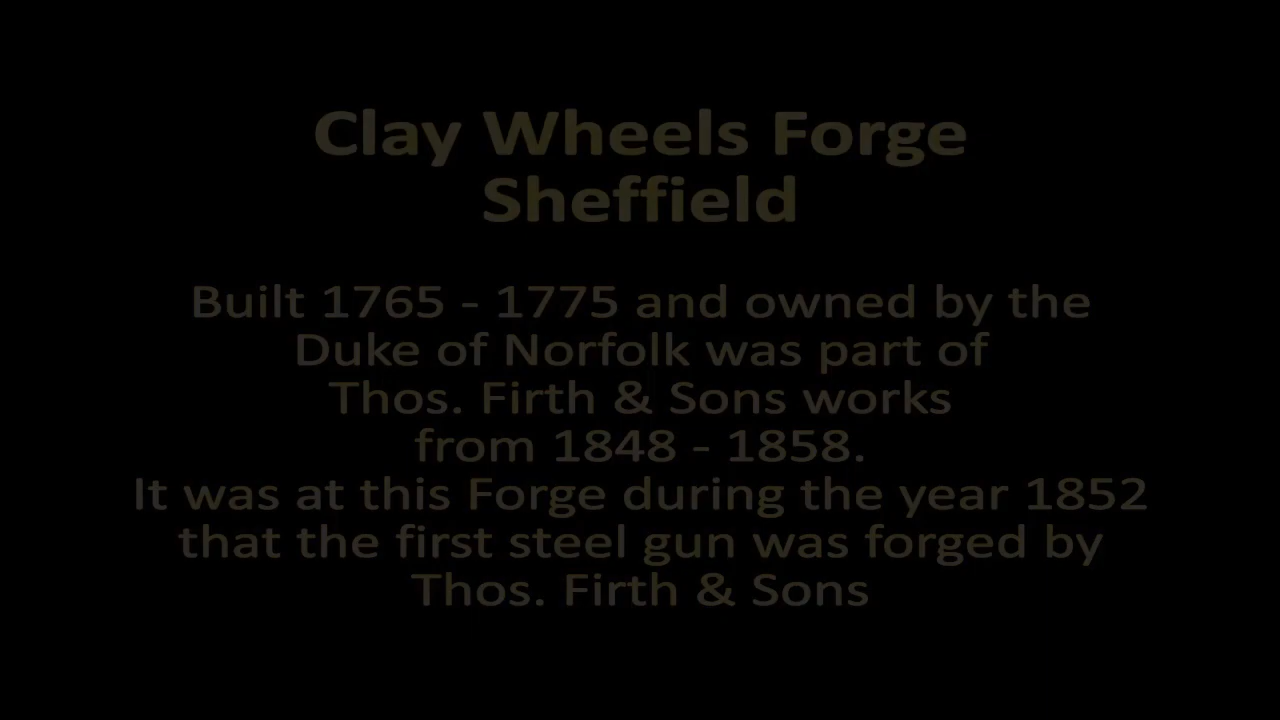 Clay Wheels Forge
Sheffield
Built 1765 - 1775 and owned by the
Duke of Norfolk was part of
Thos. Firth & Sons works
from 1848 - 1858.
It was at this Forge during the year 1852
that the first steel gun was forged by
Thos. Firth & Sons